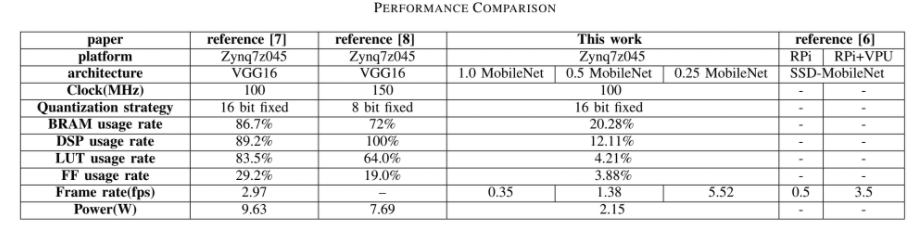 PERFORMANCE COMPARISON
paper reference [7] reference [8] This work reference [6]
platform Zynq7z045 Zynq7z045 Zynq7z045 RPi RPi+VPU
architecture VGG16 VGG16 1.0 MobileNet 0.5 MobileNet 0.25 MobileNet SSD-MobileNet
Clock(MHz) 100 150 100 - -
Quantization strategy 16 bit fixed 8 bit fixed 16 bit fixed - -
BRAM usage rate 86.7% 72% 20.28% - -
DSP usage rate 89.2% 100% 12.11% - -
LUT usage rate 83.5% 64.0% 4.21% - -
FF usage rate 29.2% 19.0% 3.88% - -
Frame rate(fps) 2.97 – 0.35 1.38 5.52 0.5 3.5
Power(W) 9.63 7.69 2.15 - -